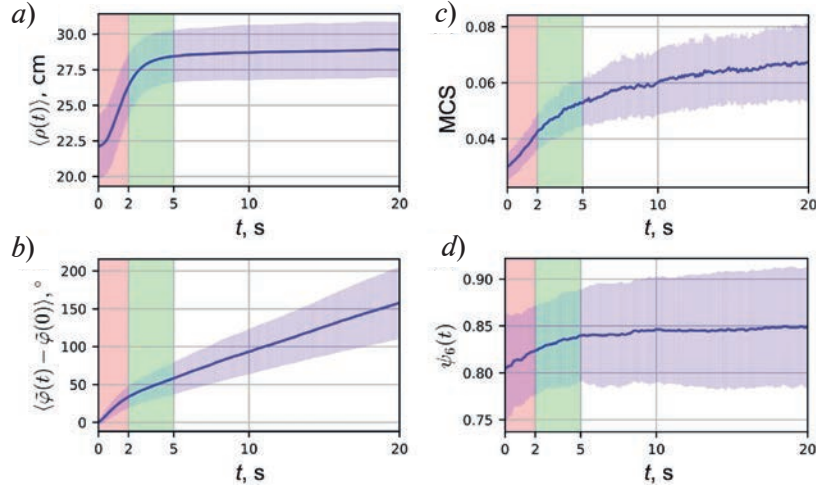 a)
⟨ρ(t)⟩, cm
30.0
27.5
25.0
22.5
20.0
0 2 5 10 20
t, s
c)
MCS
0.08
0.06
0.04
0 2 5 10 20
t, s
b)
⟨φ̄(t) − φ̄(0)⟩, °
200
150
100
50
0
0 2 5 10 20
t, s
d)
ψ₆(t)
0.90
0.85
0.80
0.75
0 2 5 10 20
t, s